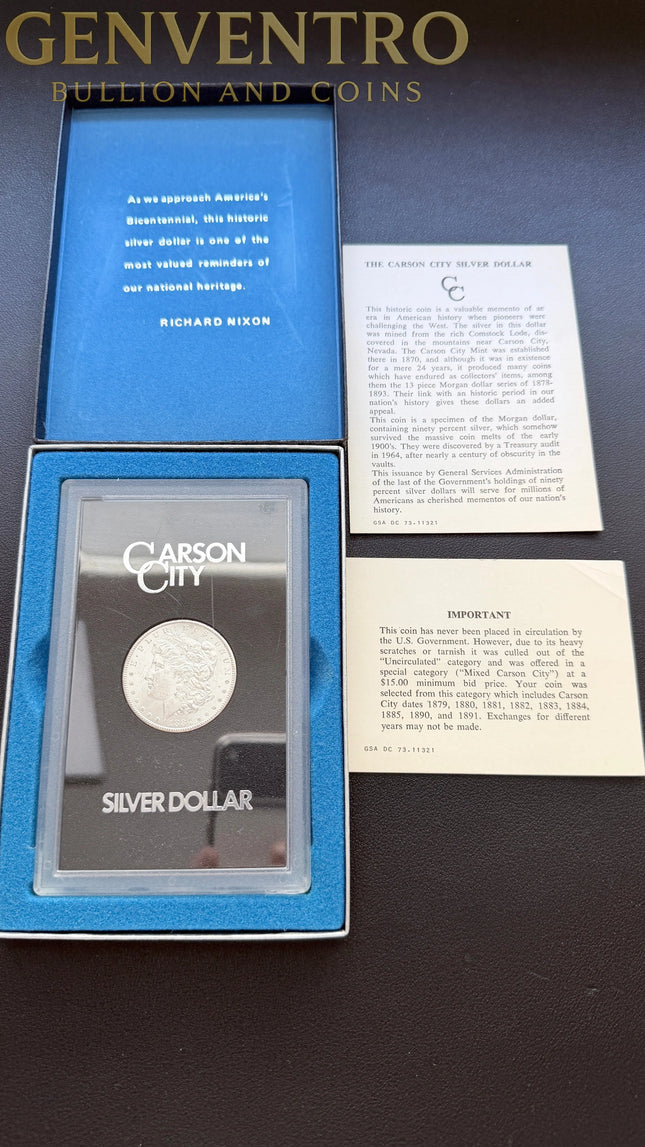 GENVENTRO
BULLION AND COINS
As we approach America's
Bicentennial, this historic
silver dollar is one of the
most valued reminders of
our national heritage.
RICHARD NIXON
THE CARSON CITY SILVER DOLLAR
CC
This historic coin is a valuable memento of ar
era in American history when pioneers were
challenging the West. The silver in this dollar
was mined from the rich Comstock Lode, dis-
covered in the mountains near Carson City,
Nevada. The Carson City Mint was established
there in 1870, and although it was in existence
for a mere 24 years, it produced many coins
which have endured as collectors' items, among
them the 13 piece Morgan dollar series of 1878-
1893. Their link with an historic period in our
nation's history gives these dollars an added
appeal.
This coin is a specimen of the Morgan dollar,
containing ninety percent silver, which somehow
survived the massive coin melts of the early
1900's. They were discovered by a Treasury audit
in 1964, after nearly a century of obscurity in the
vaults.
This issuance by General Services Administration
of the last of the Government's holdings of ninety
percent silver dollars will serve for millions of
Americans as cherished mementos of our nation's
history.
GSA DC 73-11321
CARSON
CITY
E PLURIBUS UNUM
SILVER DOLLAR
IMPORTANT
This coin has never been placed in circulation by
the U.S. Government. However, due to its heavy
scratches or tarnish it was culled out of the
"Uncirculated" category and was offered in a
special category ("Mixed Carson City") at a
$15.00 minimum bid price. Your coin was
selected from this category which includes Carson
City dates 1879, 1880, 1881, 1882, 1883, 1884,
1885, 1890, and 1891. Exchanges for different
years may not be made.
GSA DC 73-11321